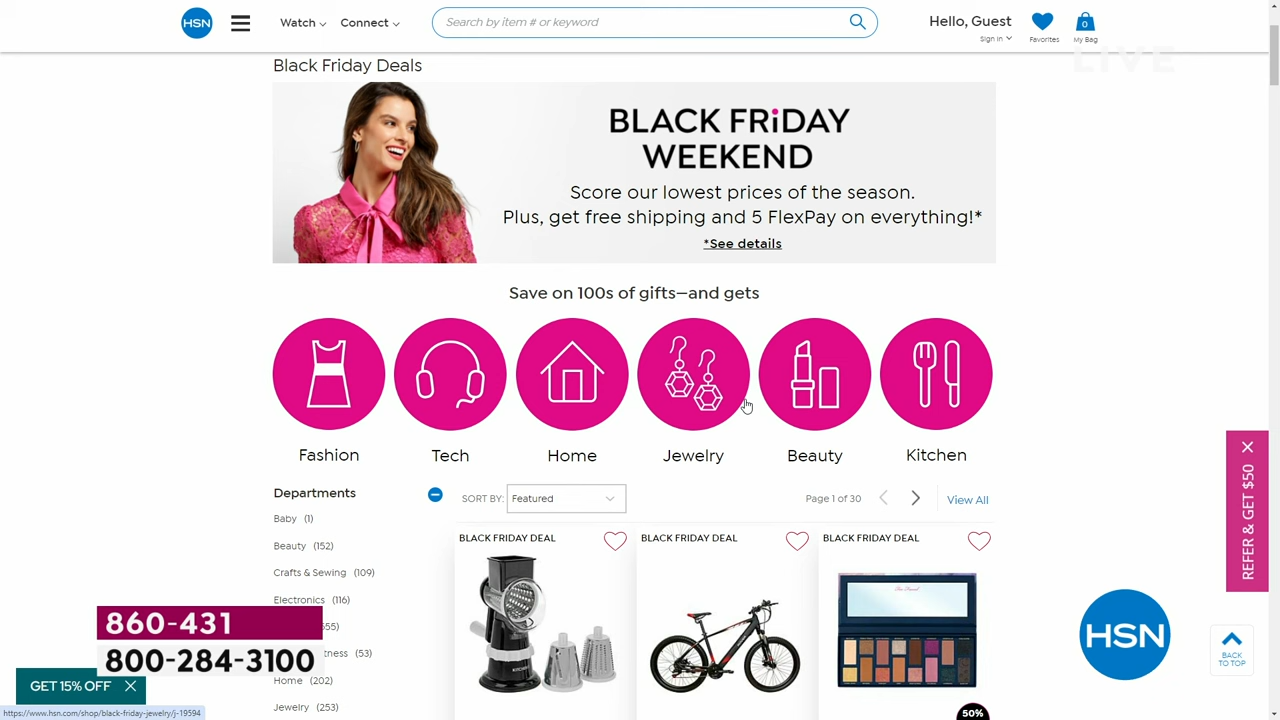 HSN
Watch
Connect
Search by item # or keyword
Hello, Guest
Sign In
Favorites
0
My Bag
LIVE
Black Friday Deals
BLACK FRiDAY
WEEKEND
Score our lowest prices of the season.
Plus, get free shipping and 5 FlexPay on everything!*
*See details
Save on 100s of gifts—and gets
Fashion
Tech
Home
Jewelry
Beauty
Kitchen
Departments
SORT BY:
Featured
Page 1 of 30
View All
Baby (1)
Beauty (152)
Crafts & Sewing (109)
Electronics (116)
Home (202)
Jewelry (253)
BLACK FRIDAY DEAL
BLACK FRIDAY DEAL
BLACK FRIDAY DEAL
50%
860-431
800-284-3100
GET 15% OFF
REFER & GET $50
HSN
BACK
TO TOP
https://www.hsn.com/shop/black-friday-jewelry/j-19594